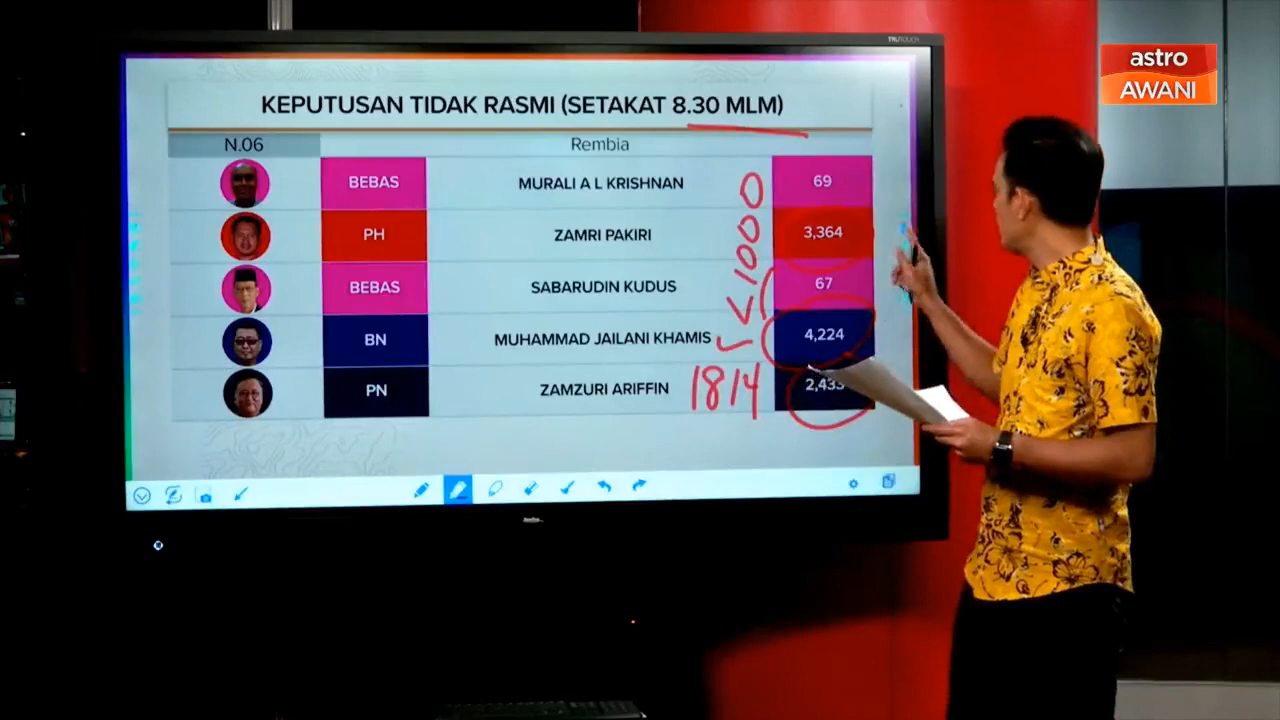 TRUTOUCH
astro
AWANI
KEPUTUSAN TIDAK RASMI (SETAKAT 8.30 MLM)
N.06 Rembia
BEBAS MURALI A L KRISHNAN 69
PH ZAMRI PAKIRI 3,364
BEBAS SABARUDIN KUDUS 67
BN MUHAMMAD JAILANI KHAMIS 4,224
PN ZAMZURI ARIFFIN 1814 2,433